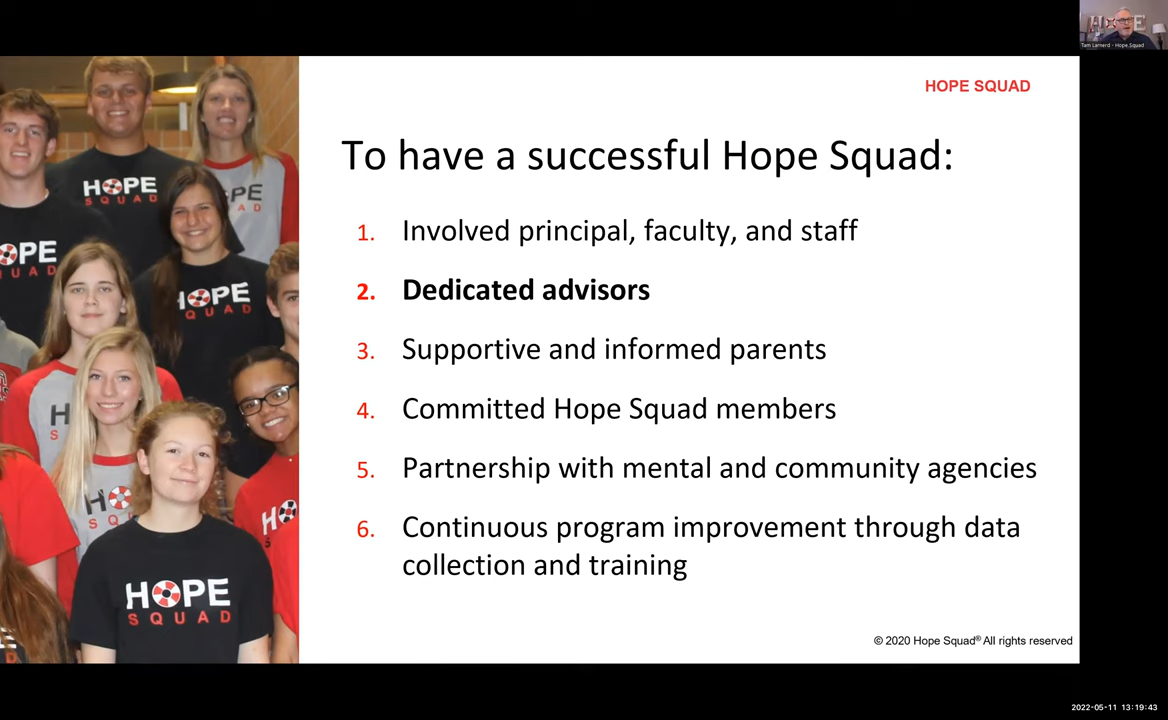 HOPE
Tam Larnerd - Hope Squad
HOPE SQUAD
To have a successful Hope Squad:
1. Involved principal, faculty, and staff
2. Dedicated advisors
3. Supportive and informed parents
4. Committed Hope Squad members
5. Partnership with mental and community agencies
6. Continuous program improvement through data
collection and training
© 2020 Hope Squad® All rights reserved
HOPE
SQUAD
HOPE
SQUAD
HOPE
SQUAD
2022-05-11 13:19:43